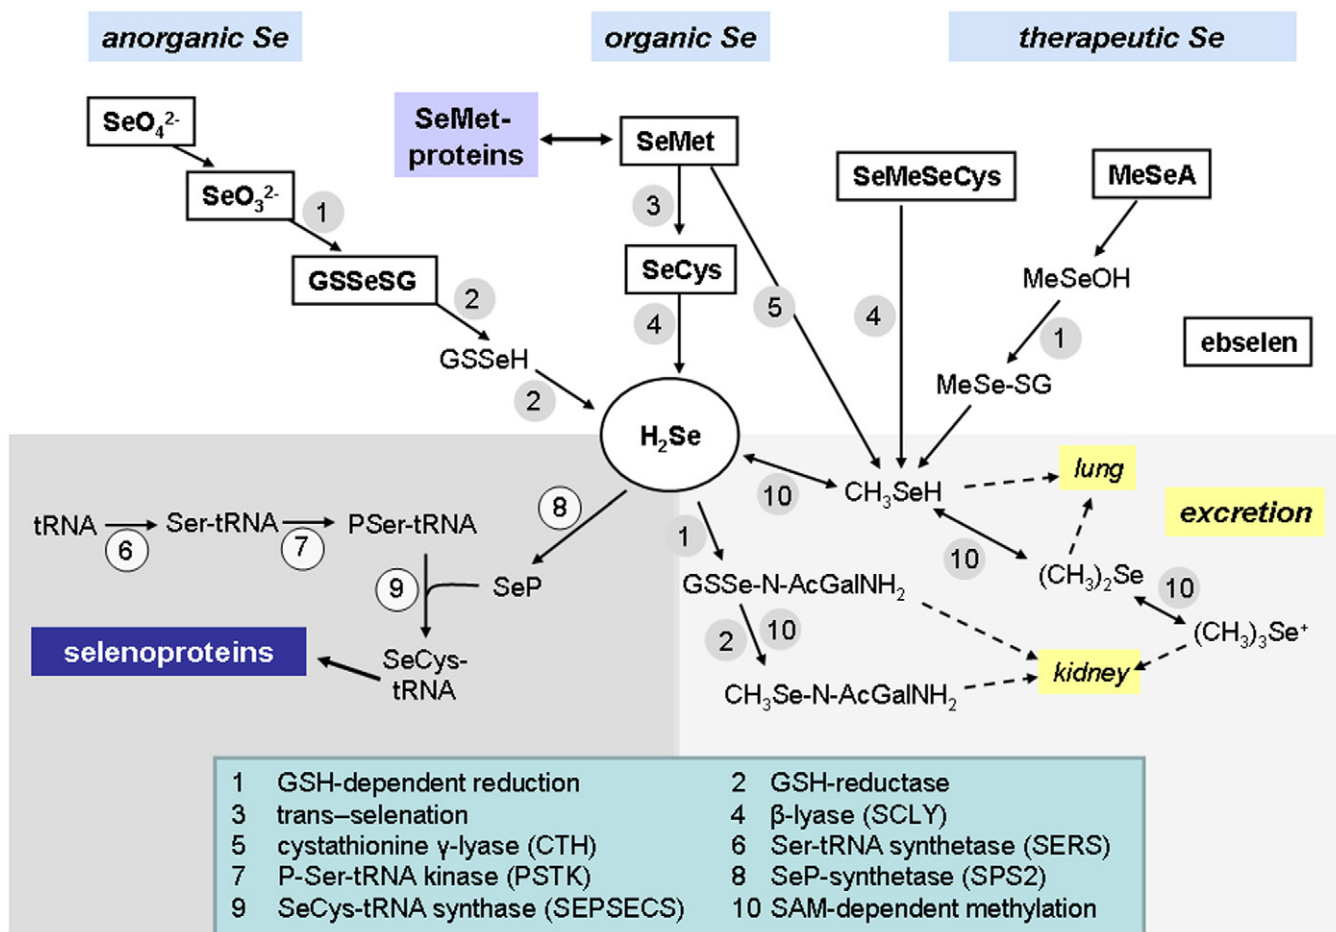 anorganic Se
organic Se
therapeutic Se
SeO₄²⁻
SeMet-
proteins
SeMet
SeMeSeCys
MeSeA
SeO₃²⁻
1
3
GSSeSG
SeCys
MeSeOH
2
5
4
4
1
ebselen
GSSeH
MeSe-SG
2
H₂Se
10
CH₃SeH
lung
excretion
8
tRNA
Ser-tRNA
PSer-tRNA
6
7
1
10
9
SeP
GSSe-N-AcGalNH₂
(CH₃)₂Se
10
2
10
(CH₃)₃Se⁺
selenoproteins
SeCys-
tRNA
kidney
CH₃Se-N-AcGalNH₂
1 GSH-dependent reduction
2 GSH-reductase
3 trans–selenation
4 β-lyase (SCLY)
5 cystathionine γ-lyase (CTH)
6 Ser-tRNA synthetase (SERS)
7 P-Ser-tRNA kinase (PSTK)
8 SeP-synthetase (SPS2)
9 SeCys-tRNA synthase (SEPSECS)
10 SAM-dependent methylation